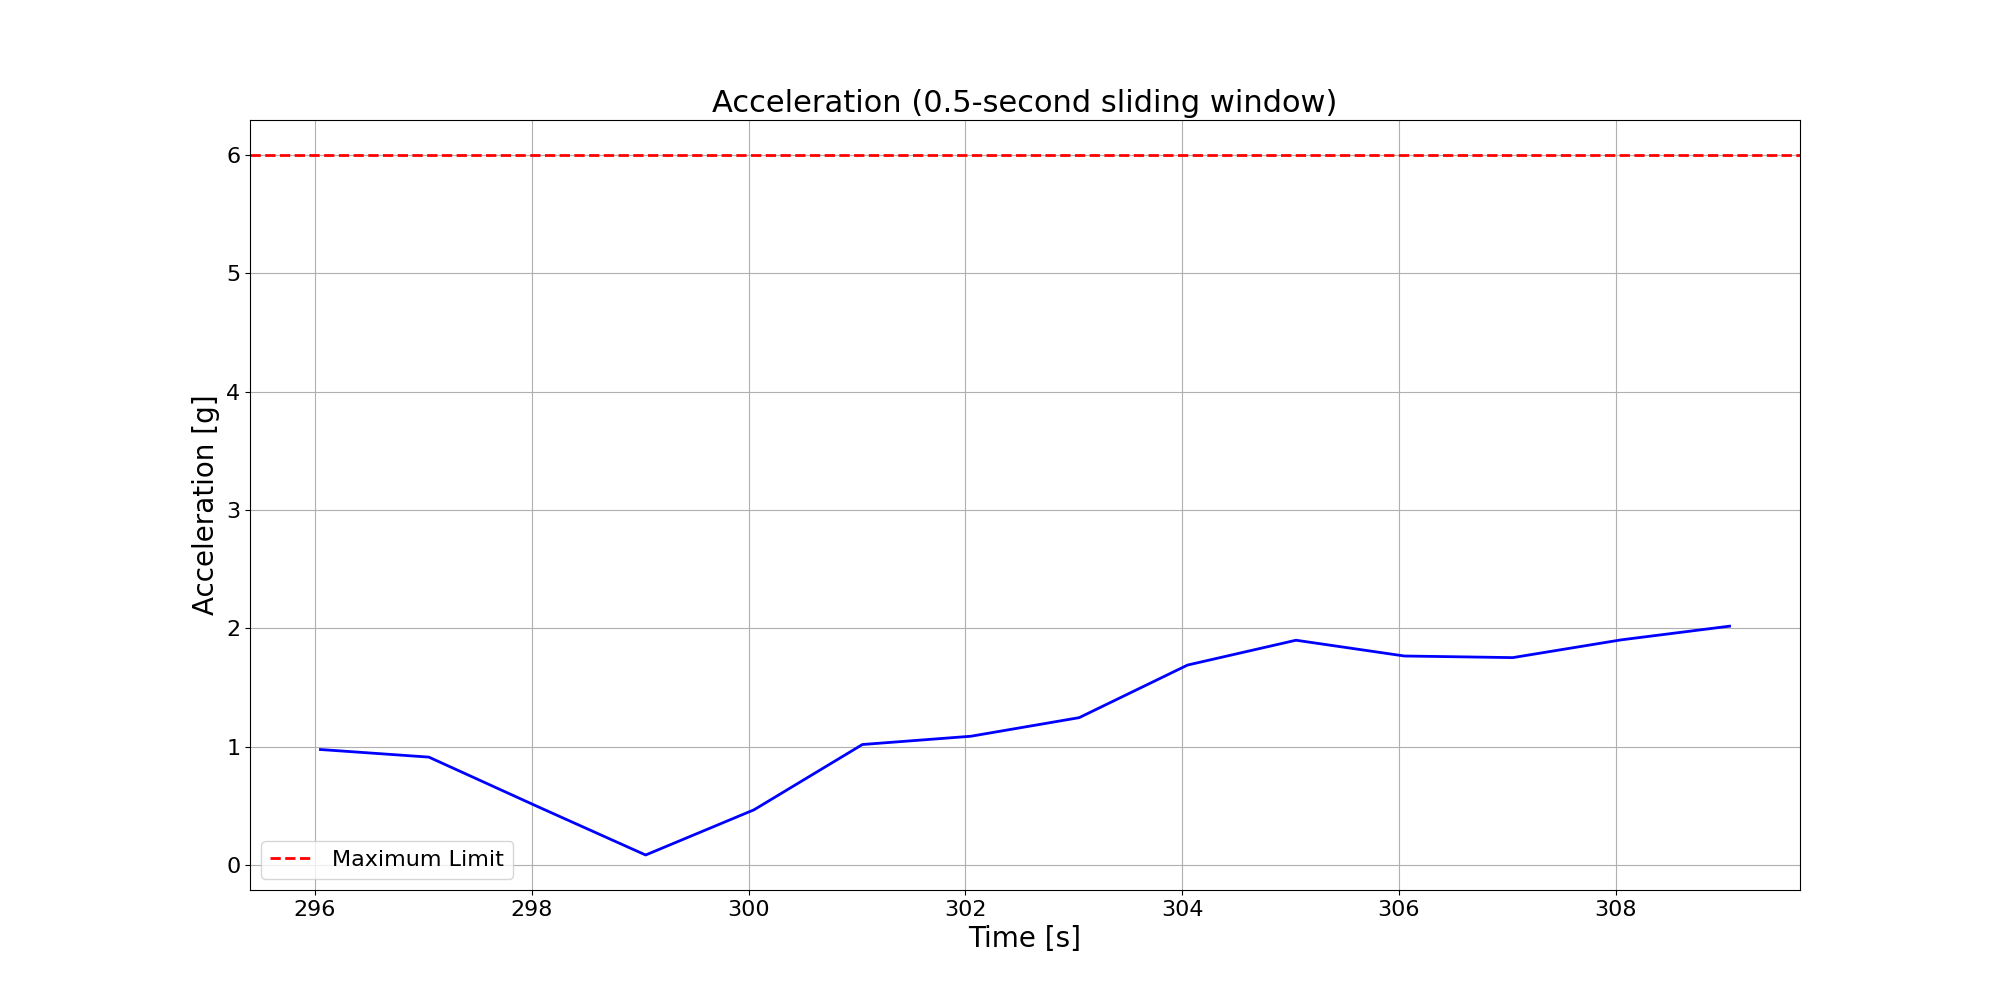 Acceleration (0.5-second sliding window)
Acceleration [g]
6
5
4
3
2
1
0
Maximum Limit
296 298 300 302 304 306 308
Time [s]